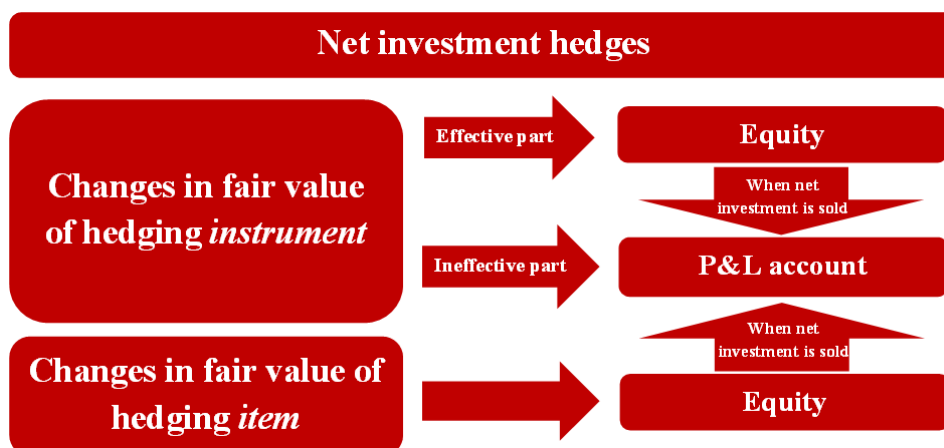 Net investment hedges
Changes in fair value
of hedging instrument
Effective part
Equity
When net
investment is sold
Ineffective part
P&L account
When net
investment is sold
Changes in fair value of
hedging item
Equity